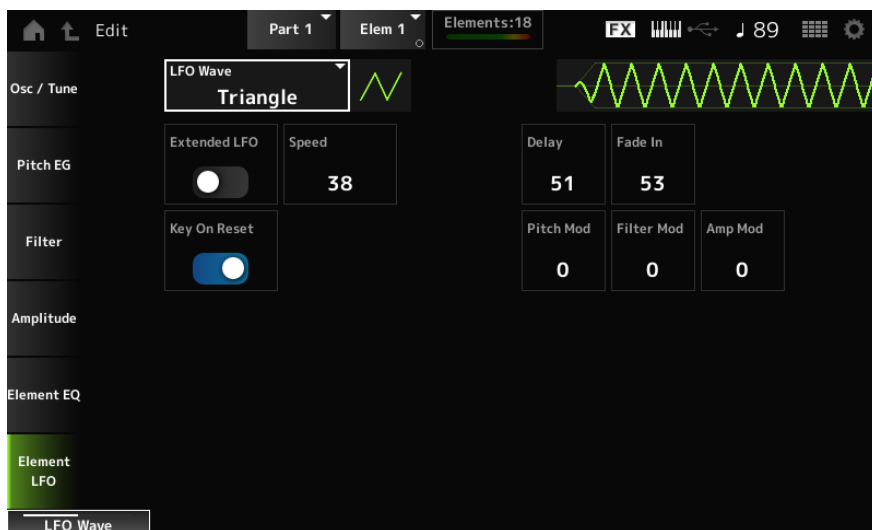 Edit
Part 1
Elem 1
Elements:18
FX
89
Osc / Tune
Pitch EG
Filter
Amplitude
Element EQ
Element
LFO
LFO Wave
Triangle
Extended LFO
Speed
38
Delay
51
Fade In
53
Key On Reset
Pitch Mod
0
Filter Mod
0
Amp Mod
0
LFO Wave